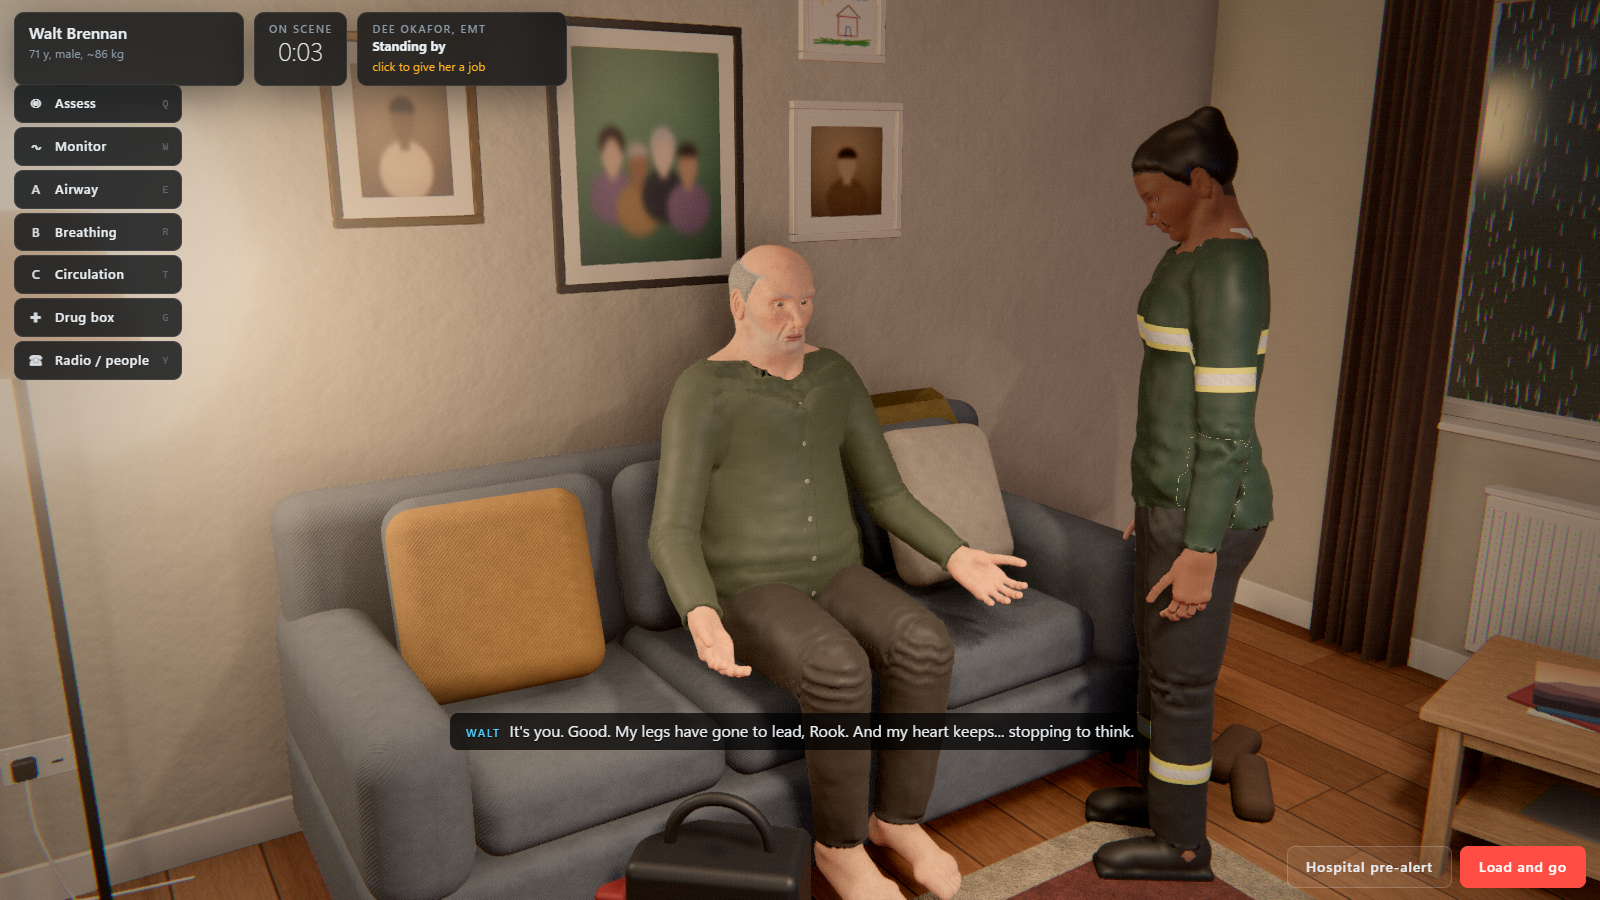 Walt Brennan
71 y, male, ~86 kg
ON SCENE
0:03
DEE OKAFOR, EMT
Standing by
click to give her a job
Assess Q
Monitor W
A Airway E
B Breathing R
C Circulation T
Drug box G
Radio / people Y
WALT It's you. Good. My legs have gone to lead, Rook. And my heart keeps... stopping to think.
Hospital pre-alert
Load and go